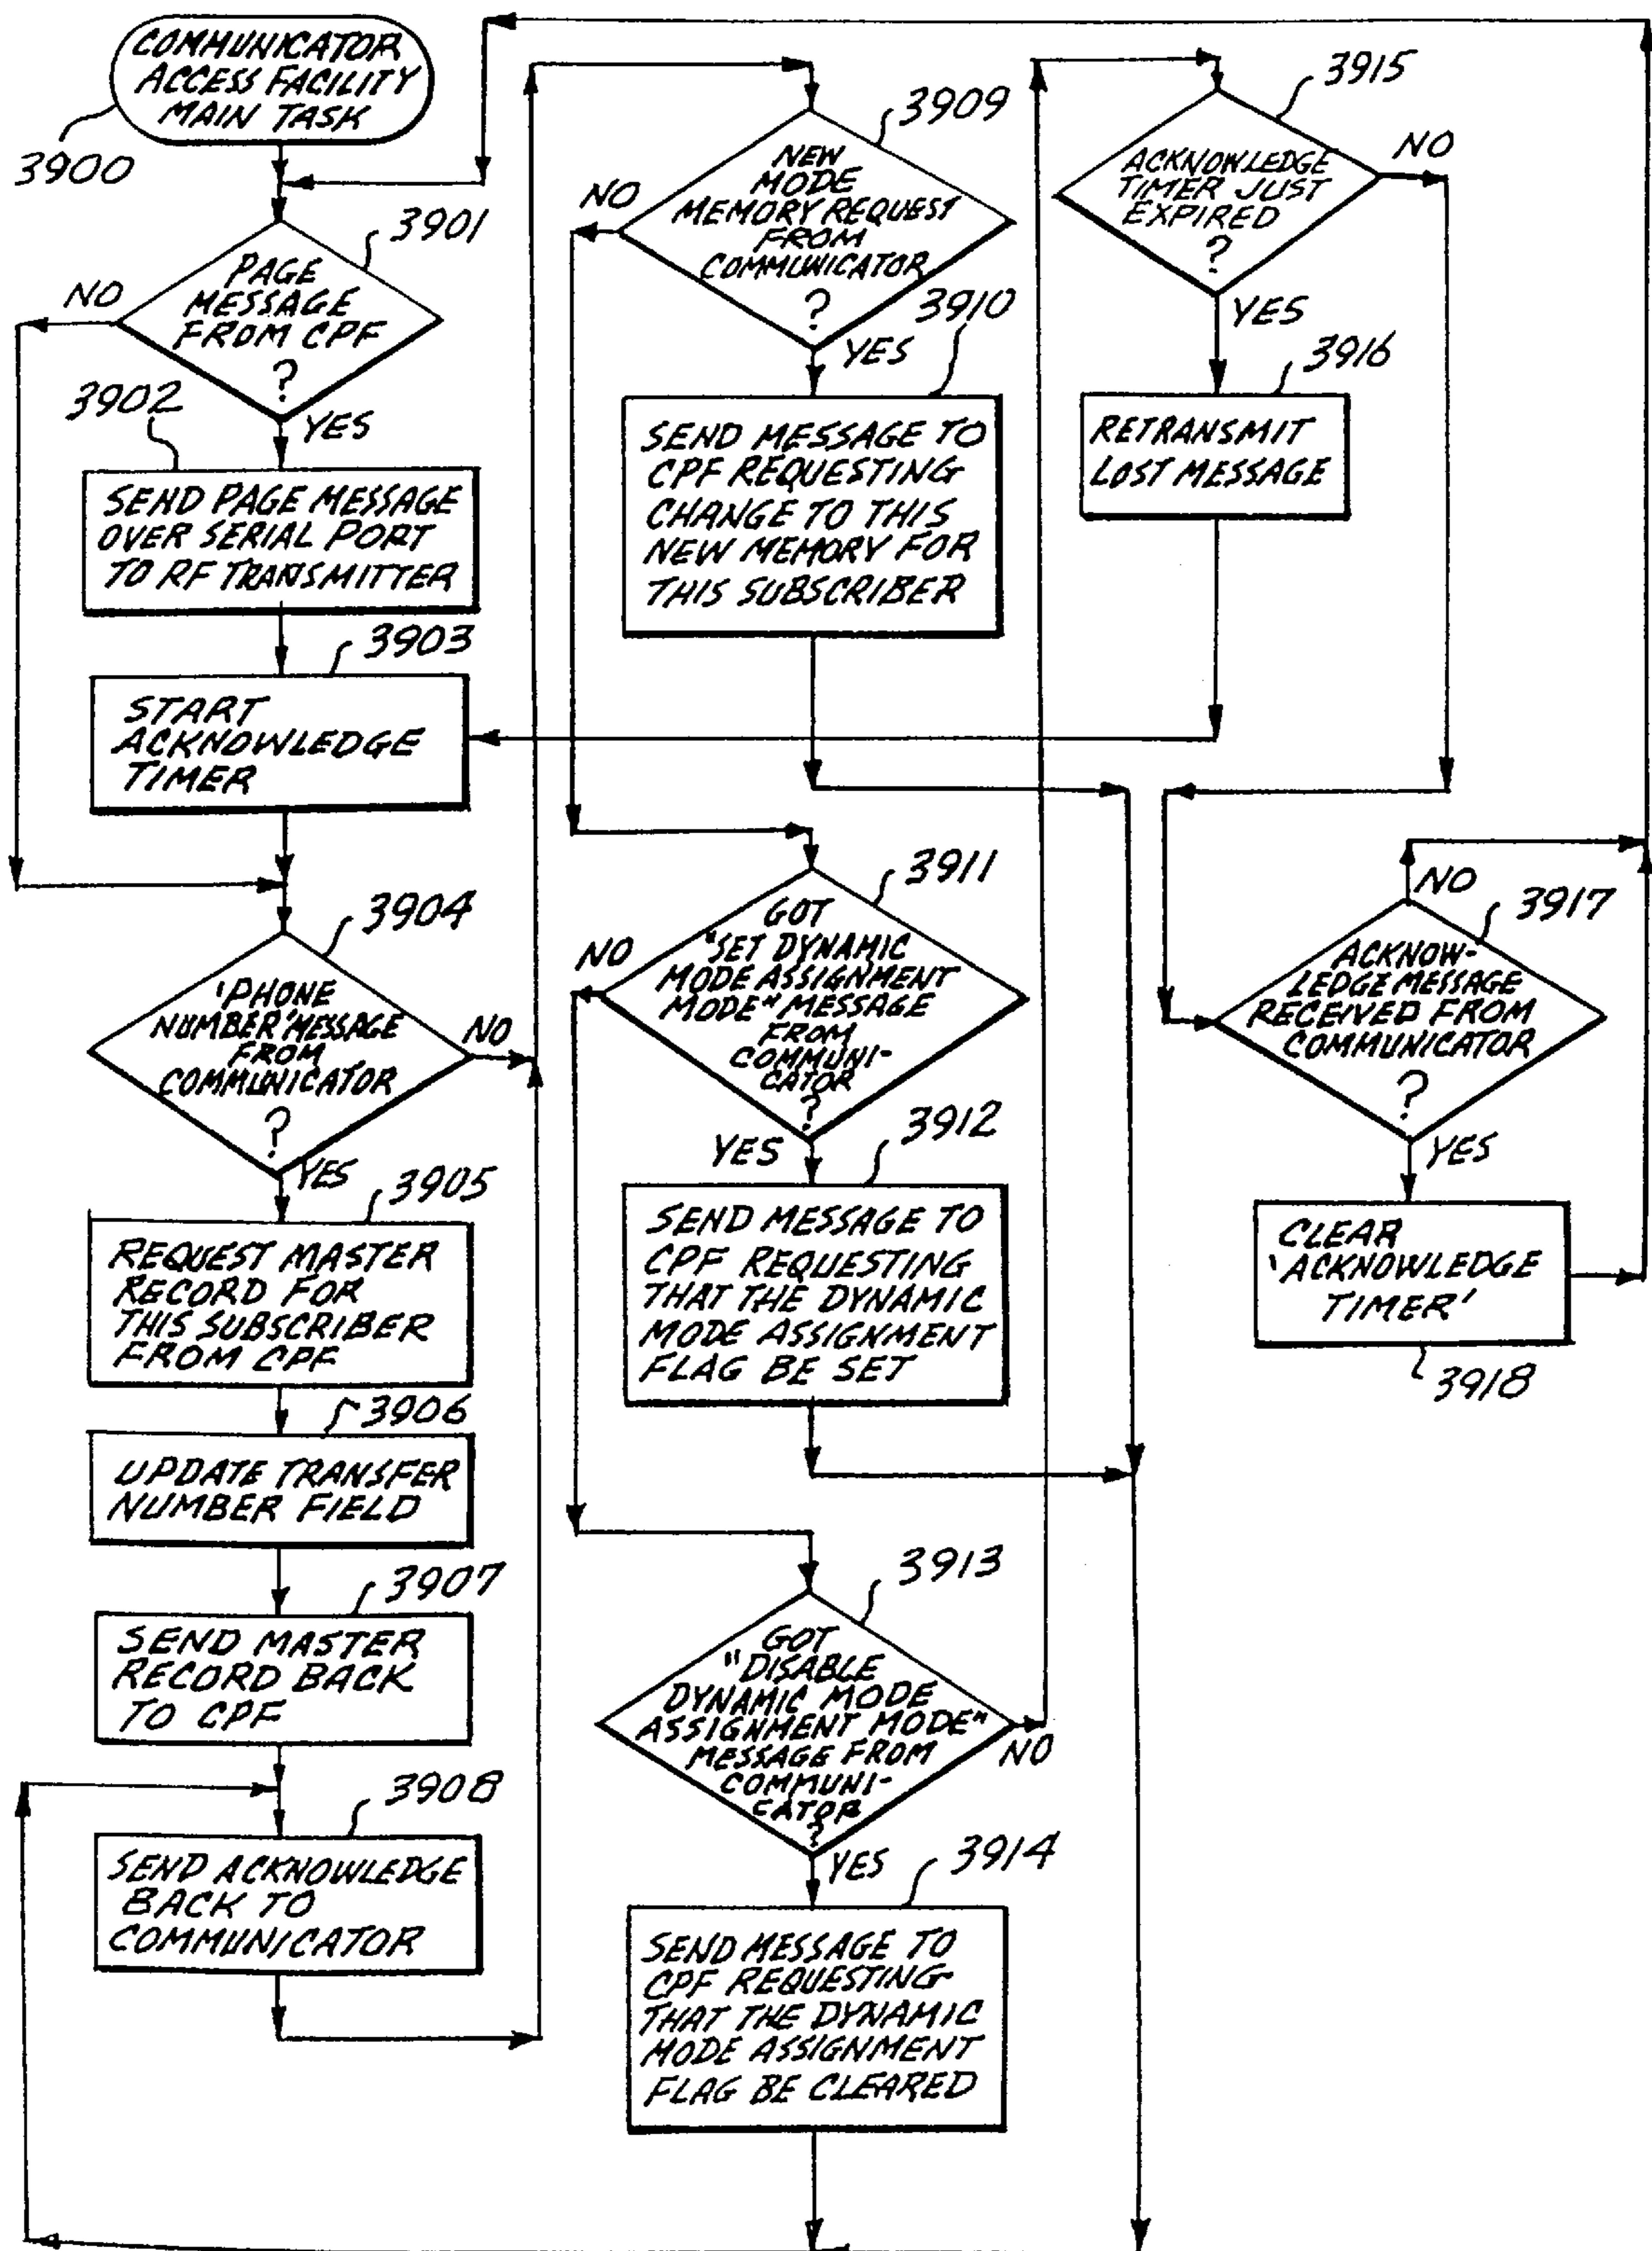 COMMUNICATOR
ACCESS FACILITY
MAIN TASK
3900
3901
PAGE
MESSAGE
FROM CPF
?
NO
YES
3902
SEND PAGE MESSAGE
OVER SERIAL PORT
TO RF TRANSMITTER
3903
START
ACKNOWLEDGE
TIMER
3904
'PHONE
NUMBER' MESSAGE
FROM
COMMUNICATOR
?
NO
YES
3905
REQUEST MASTER
RECORD FOR
THIS SUBSCRIBER
FROM CPF
3906
UPDATE TRANSFER
NUMBER FIELD
3907
SEND MASTER
RECORD BACK
TO CPF
3908
SEND ACKNOWLEDGE
BACK TO
COMMUNICATOR
3909
NEW
MODE
MEMORY REQUEST
FROM
COMMUNICATOR
?
NO
YES
3910
SEND MESSAGE TO
CPF REQUESTING
CHANGE TO THIS
NEW MEMORY FOR
THIS SUBSCRIBER
3911
GOT
"SET DYNAMIC
MODE ASSIGNMENT
MODE" MESSAGE
FROM
COMMUNI-
CATOR
?
NO
YES
3912
SEND MESSAGE TO
CPF REQUESTING
THAT THE DYNAMIC
MODE ASSIGNMENT
FLAG BE SET
3913
GOT
"DISABLE
DYNAMIC MODE
ASSIGNMENT MODE"
MESSAGE FROM
COMMUNI-
CATOR
?
NO
YES
3914
SEND MESSAGE TO
CPF REQUESTING
THAT THE DYNAMIC
MODE ASSIGNMENT
FLAG BE CLEARED
3915
ACKNOWLEDGE
TIMER JUST
EXPIRED
?
NO
YES
3916
RETRANSMIT
LOST MESSAGE
3917
NO
ACKNOW-
LEDGE MESSAGE
RECEIVED FROM
COMMUNICATOR
?
YES
CLEAR
'ACKNOWLEDGE
TIMER'
3918